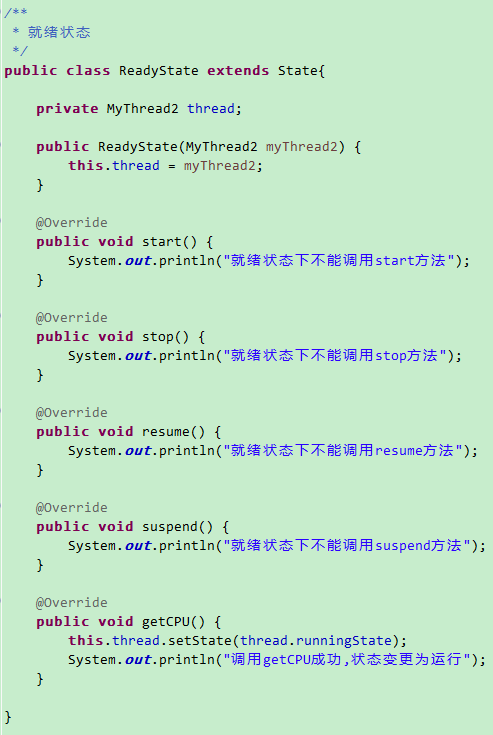 /**
 * 就绪状态
 */
public class ReadyState extends State{
private MyThread2 thread;
public ReadyState(MyThread2 myThread2) {
this.thread = myThread2;
}
@Override
public void start() {
System.out.println("就绪状态下不能调用start方法");
}
@Override
public void stop() {
System.out.println("就绪状态下不能调用stop方法");
}
@Override
public void resume() {
System.out.println("就绪状态下不能调用resume方法");
}
@Override
public void suspend() {
System.out.println("就绪状态下不能调用suspend方法");
}
@Override
public void getCPU() {
this.thread.setState(thread.runningState);
System.out.println("调用getCPU成功,状态变更为运行");
}
}